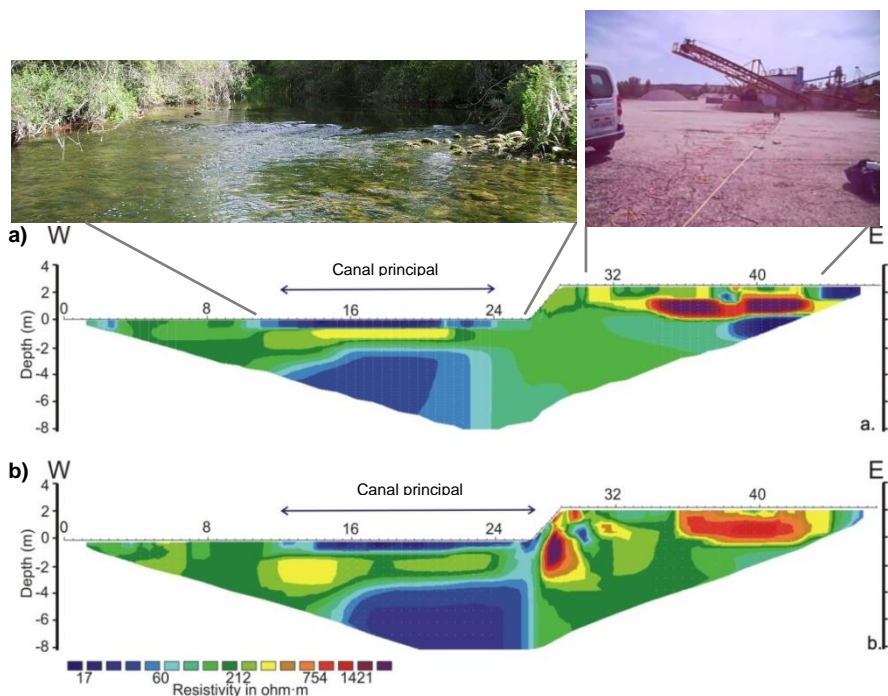 a) W E
Canal principal
4
2
0
-2
-4
-6
-8
Depth (m)
0 8 16 24 32 40
a.
b) W E
Canal principal
4
2
0
-2
-4
-6
-8
Depth (m)
0 8 16 24 32 40
b.
17 60 212 754 1421
Resistivity in ohm·m